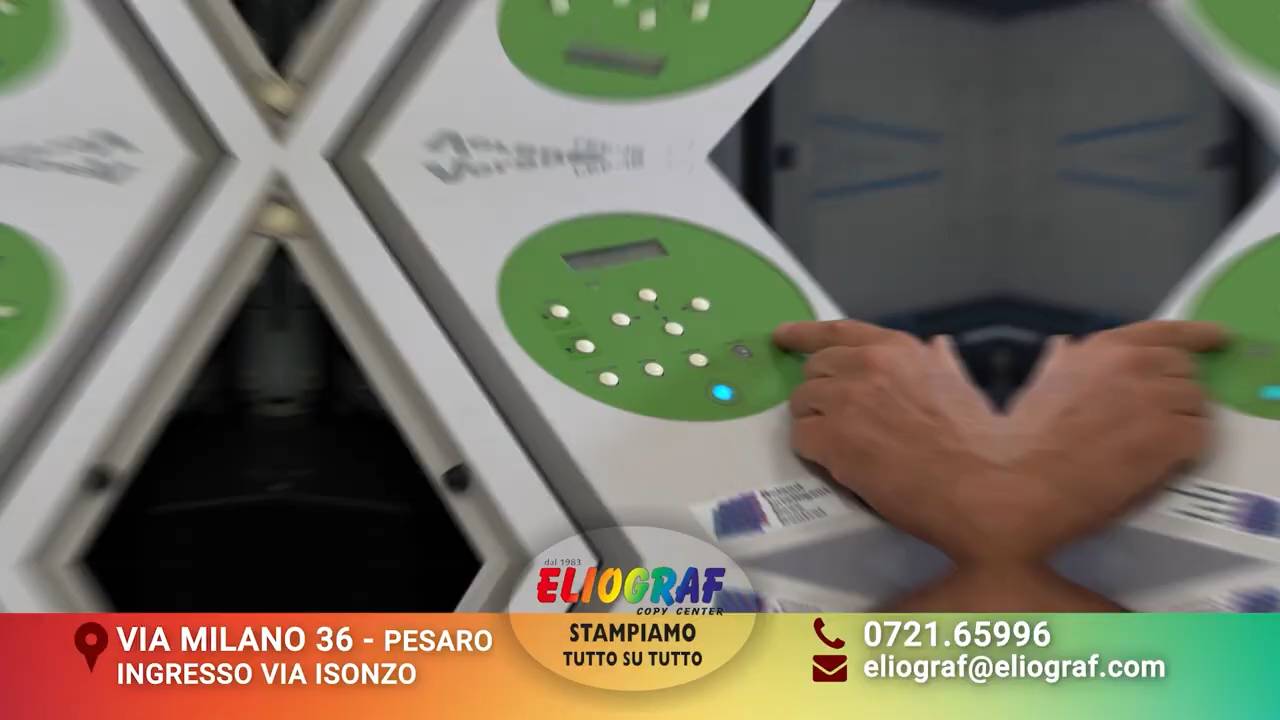 dal 1983
ELIOGRAF
COPY CENTER
STAMPIAMO
TUTTO SU TUTTO
VIA MILANO 36 - PESARO
INGRESSO VIA ISONZO
0721.65996
eliograf@eliograf.com